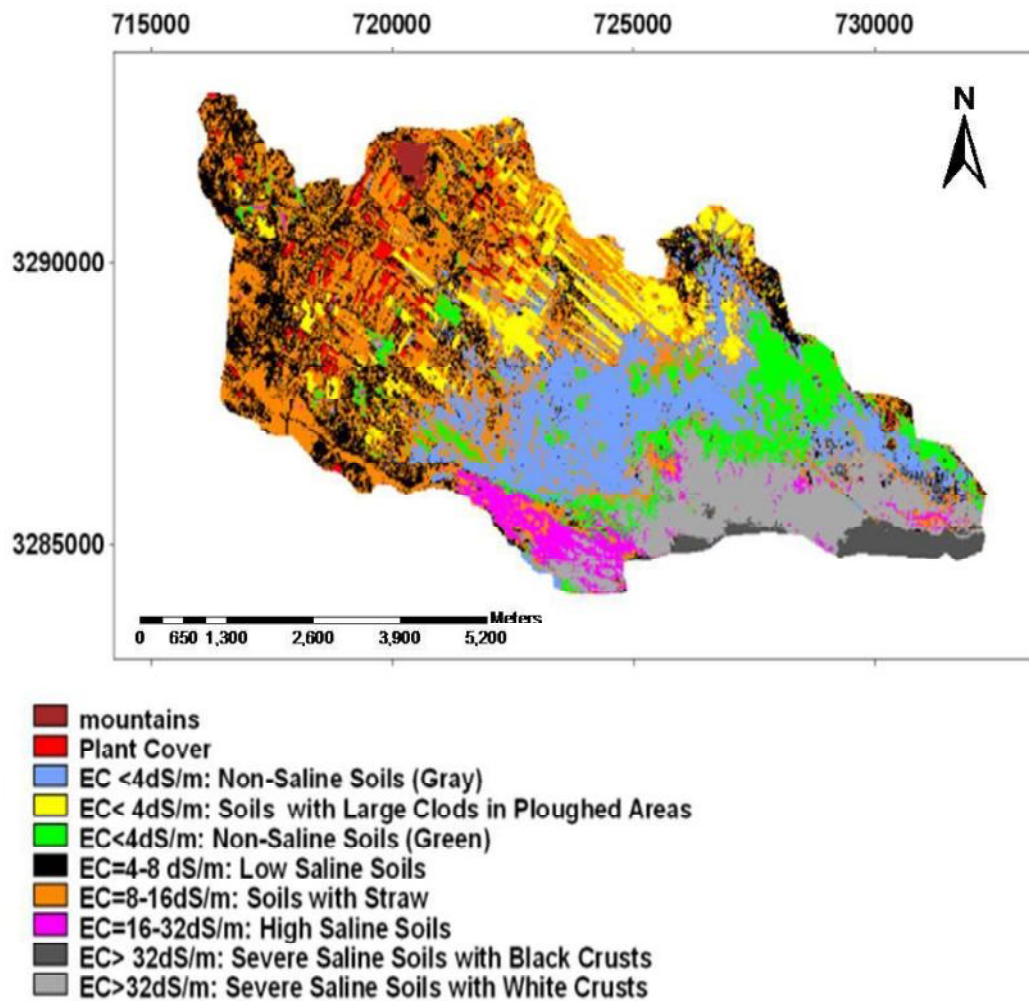 715000 720000 725000 730000
N
3290000
3285000
Meters
0 650 1,300 2,600 3,900 5,200
mountains
Plant Cover
EC <4dS/m: Non-Saline Soils (Gray)
EC< 4dS/m: Soils with Large Clods in Ploughed Areas
EC<4dS/m: Non-Saline Soils (Green)
EC=4-8 dS/m: Low Saline Soils
EC=8-16dS/m: Soils with Straw
EC=16-32dS/m: High Saline Soils
EC> 32dS/m: Severe Saline Soils with Black Crusts
EC>32dS/m: Severe Saline Soils with White Crusts